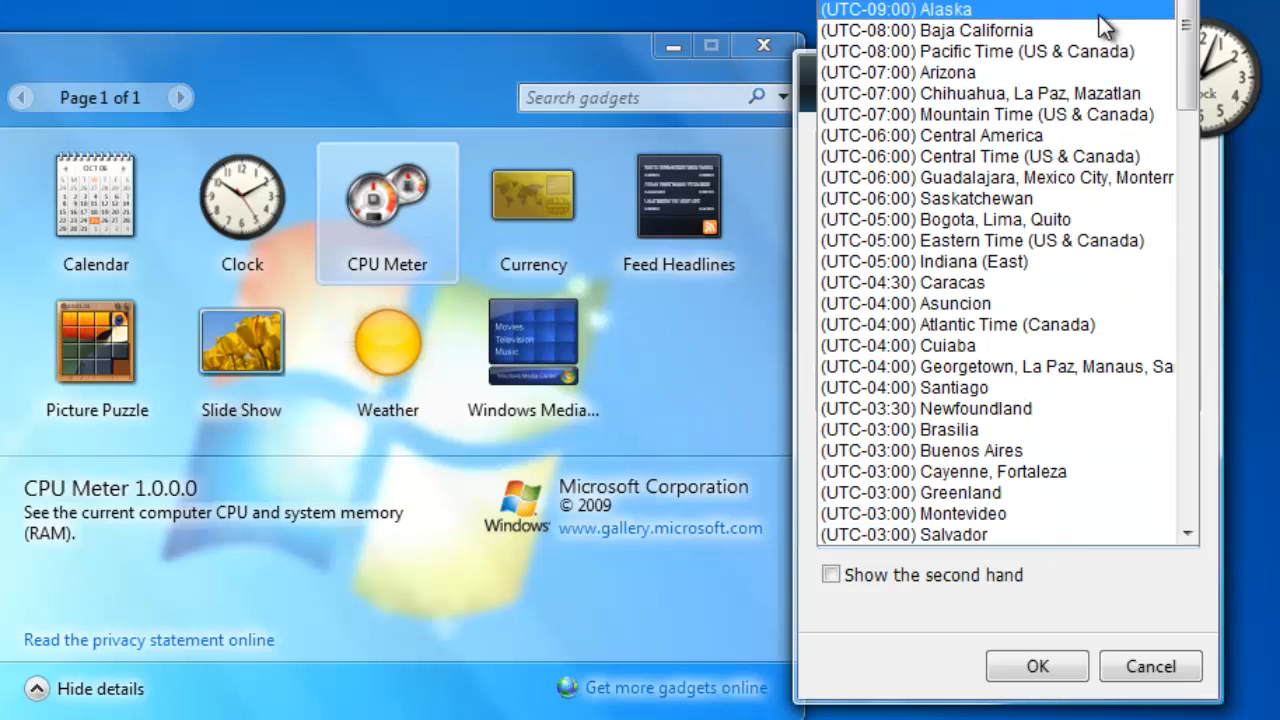 Page 1 of 1
Search gadgets
OCT 06
Calendar
Clock
CPU Meter
Currency
Feed Headlines
Movies
Television
Music
Picture Puzzle
Slide Show
Weather
Windows Media...
CPU Meter 1.0.0.0
See the current computer CPU and system memory
(RAM).
Windows
Microsoft Corporation
© 2009
www.gallery.microsoft.com
Read the privacy statement online
Hide details
Get more gadgets online
(UTC-09:00) Alaska
(UTC-08:00) Baja California
(UTC-08:00) Pacific Time (US & Canada)
(UTC-07:00) Arizona
(UTC-07:00) Chihuahua, La Paz, Mazatlan
(UTC-07:00) Mountain Time (US & Canada)
(UTC-06:00) Central America
(UTC-06:00) Central Time (US & Canada)
(UTC-06:00) Guadalajara, Mexico City, Monterr
(UTC-06:00) Saskatchewan
(UTC-05:00) Bogota, Lima, Quito
(UTC-05:00) Eastern Time (US & Canada)
(UTC-05:00) Indiana (East)
(UTC-04:30) Caracas
(UTC-04:00) Asuncion
(UTC-04:00) Atlantic Time (Canada)
(UTC-04:00) Cuiaba
(UTC-04:00) Georgetown, La Paz, Manaus, Sa
(UTC-04:00) Santiago
(UTC-03:30) Newfoundland
(UTC-03:00) Brasilia
(UTC-03:00) Buenos Aires
(UTC-03:00) Cayenne, Fortaleza
(UTC-03:00) Greenland
(UTC-03:00) Montevideo
(UTC-03:00) Salvador
Show the second hand
OK
Cancel